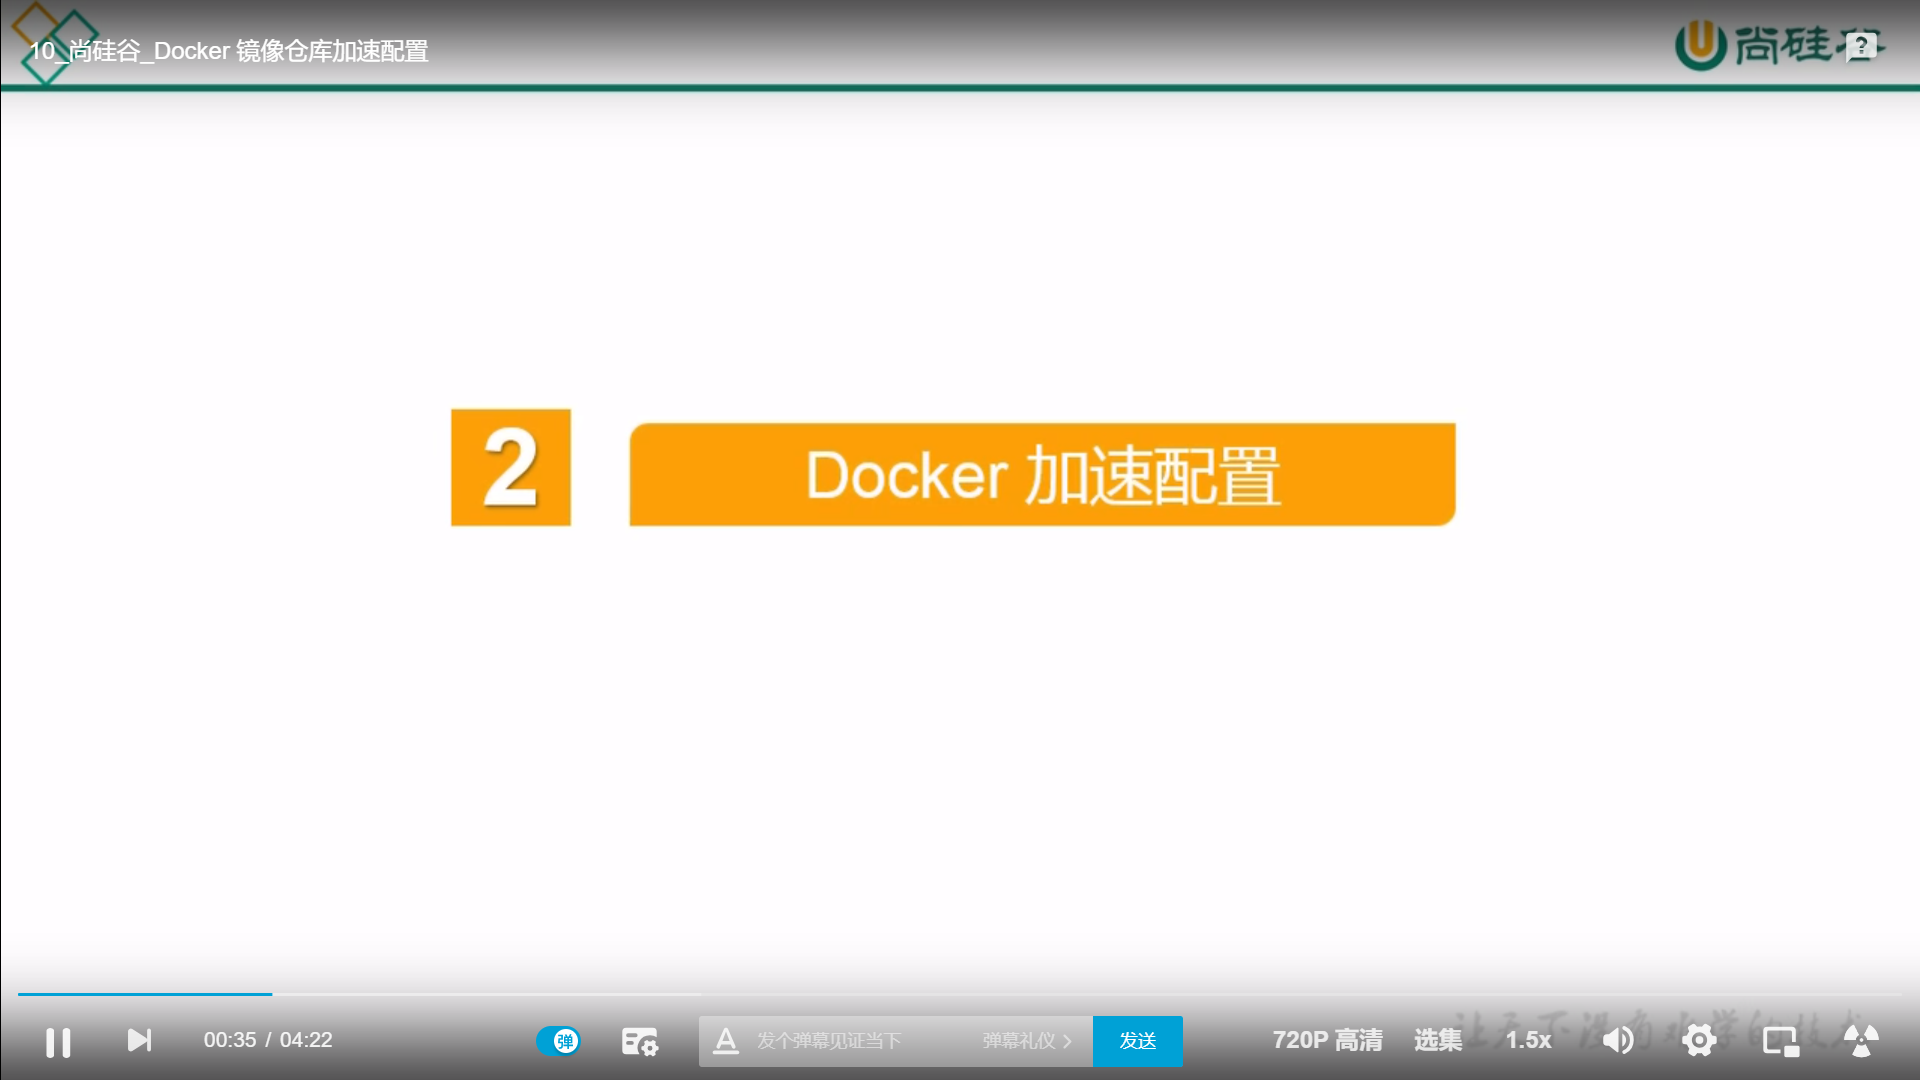 10_尚硅谷_Docker 镜像仓库加速配置
尚硅谷
2
Docker 加速配置
00:35 / 04:22
弹
发个弹幕见证当下
弹幕礼仪
发送
720P 高清
选集
1.5x
让天下没有难学的技术